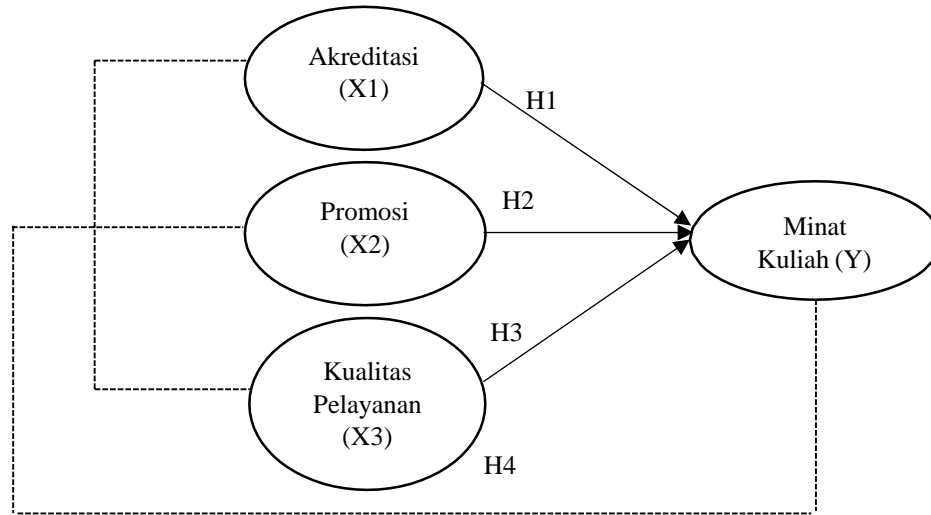 Akreditasi
(X1)
H1
Promosi
(X2)
H2
Minat
Kuliah (Y)
H3
Kualitas
Pelayanan
(X3)
H4